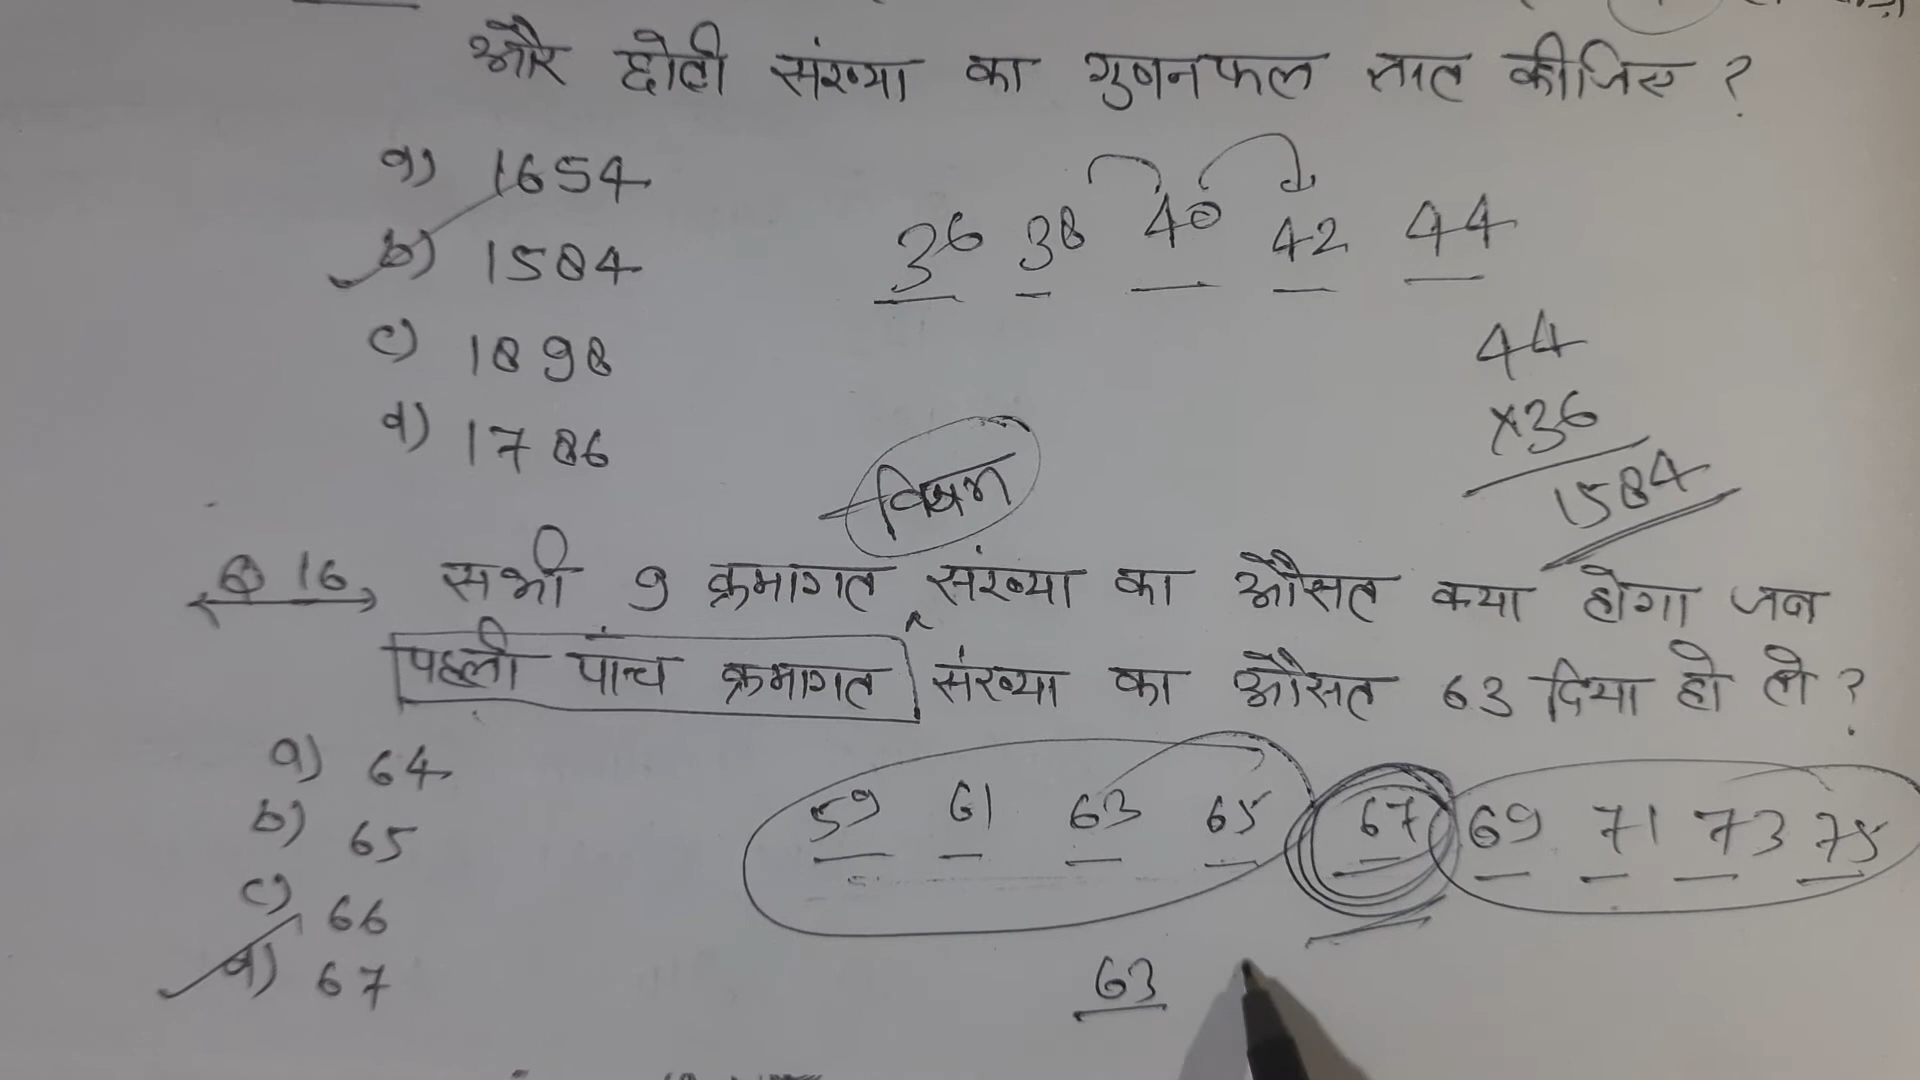 और छोटी संख्या का गुणनफल ज्ञात कीजिए ?
a) 1654
b) 1584
36 38 40 42 44
c) 1898
44
d) 1786
×36
1584
विषम
Q 16 सभी 9 क्रमागत संख्या का औसत क्या होगा जब
पहली पांच क्रमागत संख्या का औसत 63 दिया हो तो ?
a) 64
b) 65
59 61 63 65 67 69 71 73 75
c) 66
d) 67
63